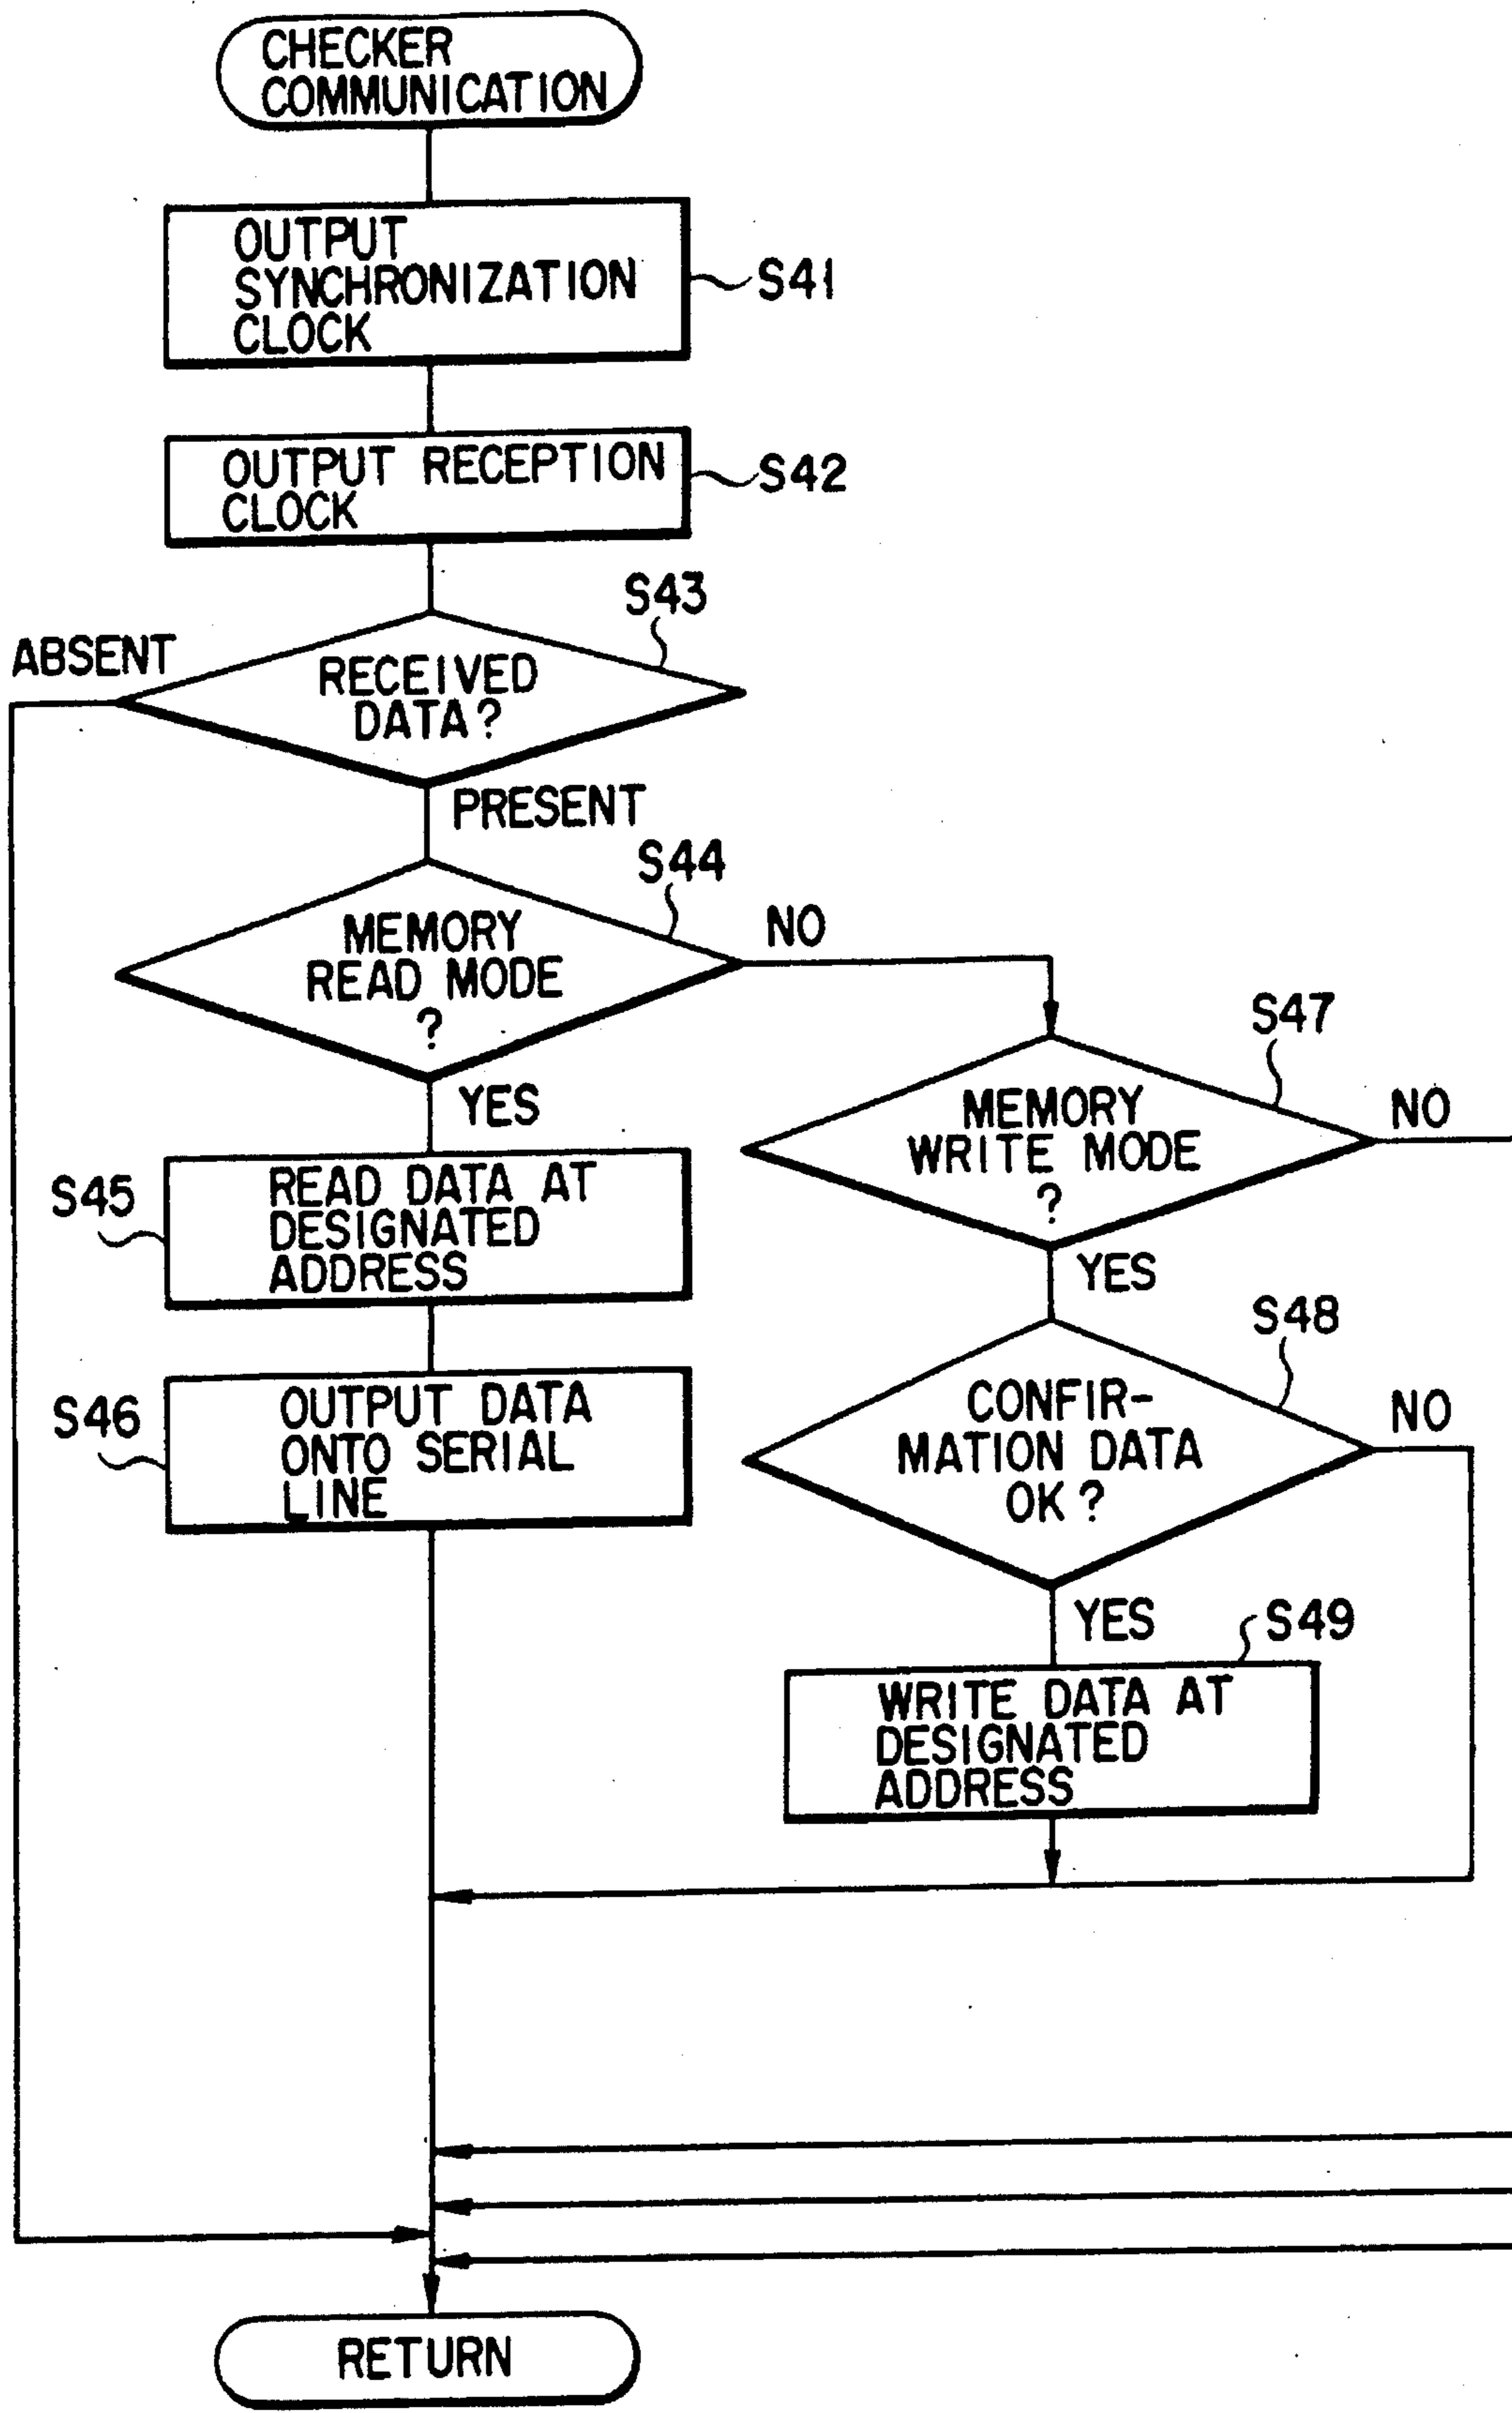 CHECKER
COMMUNICATION
OUTPUT
SYNCHRONIZATION
CLOCK
S41
OUTPUT RECEPTION
CLOCK
S42
S43
ABSENT
RECEIVED
DATA?
PRESENT
S44
MEMORY
READ MODE
?
NO
YES
S47
MEMORY
WRITE MODE
?
NO
YES
S45
READ DATA AT
DESIGNATED
ADDRESS
S48
CONFIR-
MATION DATA
OK?
NO
YES
S46
OUTPUT DATA
ONTO SERIAL
LINE
S49
WRITE DATA AT
DESIGNATED
ADDRESS
RETURN